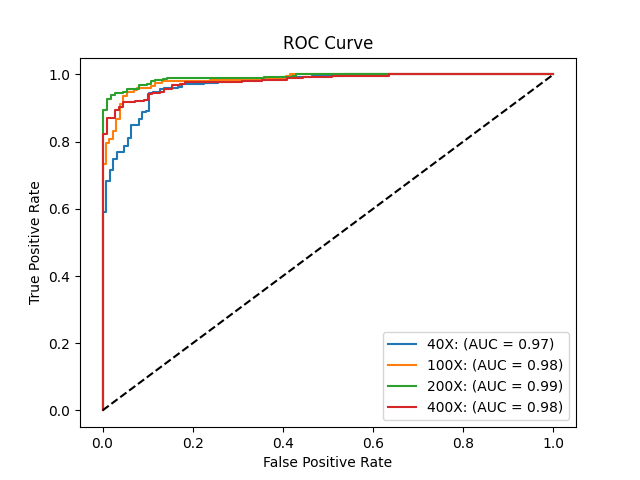 ROC Curve
True Positive Rate
1.0
0.8
0.6
0.4
0.2
0.0
0.0 0.2 0.4 0.6 0.8 1.0
False Positive Rate
40X: (AUC = 0.97)
100X: (AUC = 0.98)
200X: (AUC = 0.99)
400X: (AUC = 0.98)